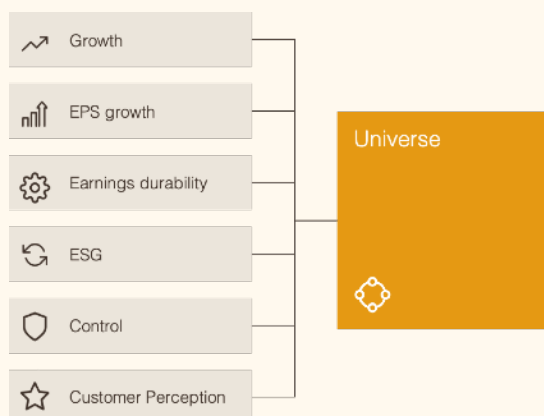 Growth
EPS growth
Earnings durability
ESG
Control
Customer Perception
Universe